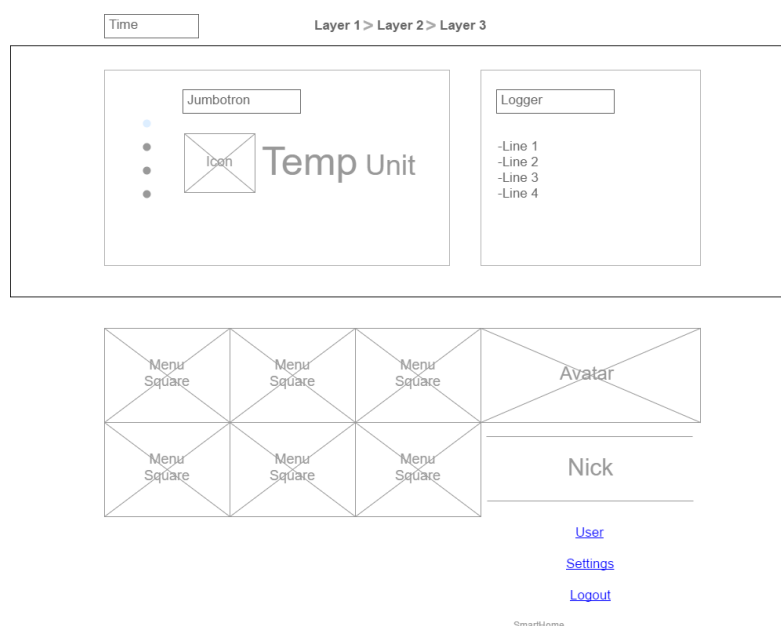 Time
Layer 1 > Layer 2 > Layer 3
Jumbotron
Icon
Temp Unit
Logger
-Line 1
-Line 2
-Line 3
-Line 4
Menu
Square
Menu
Square
Menu
Square
Avatar
Menu
Square
Menu
Square
Menu
Square
Nick
User
Settings
Logout
SmartHome